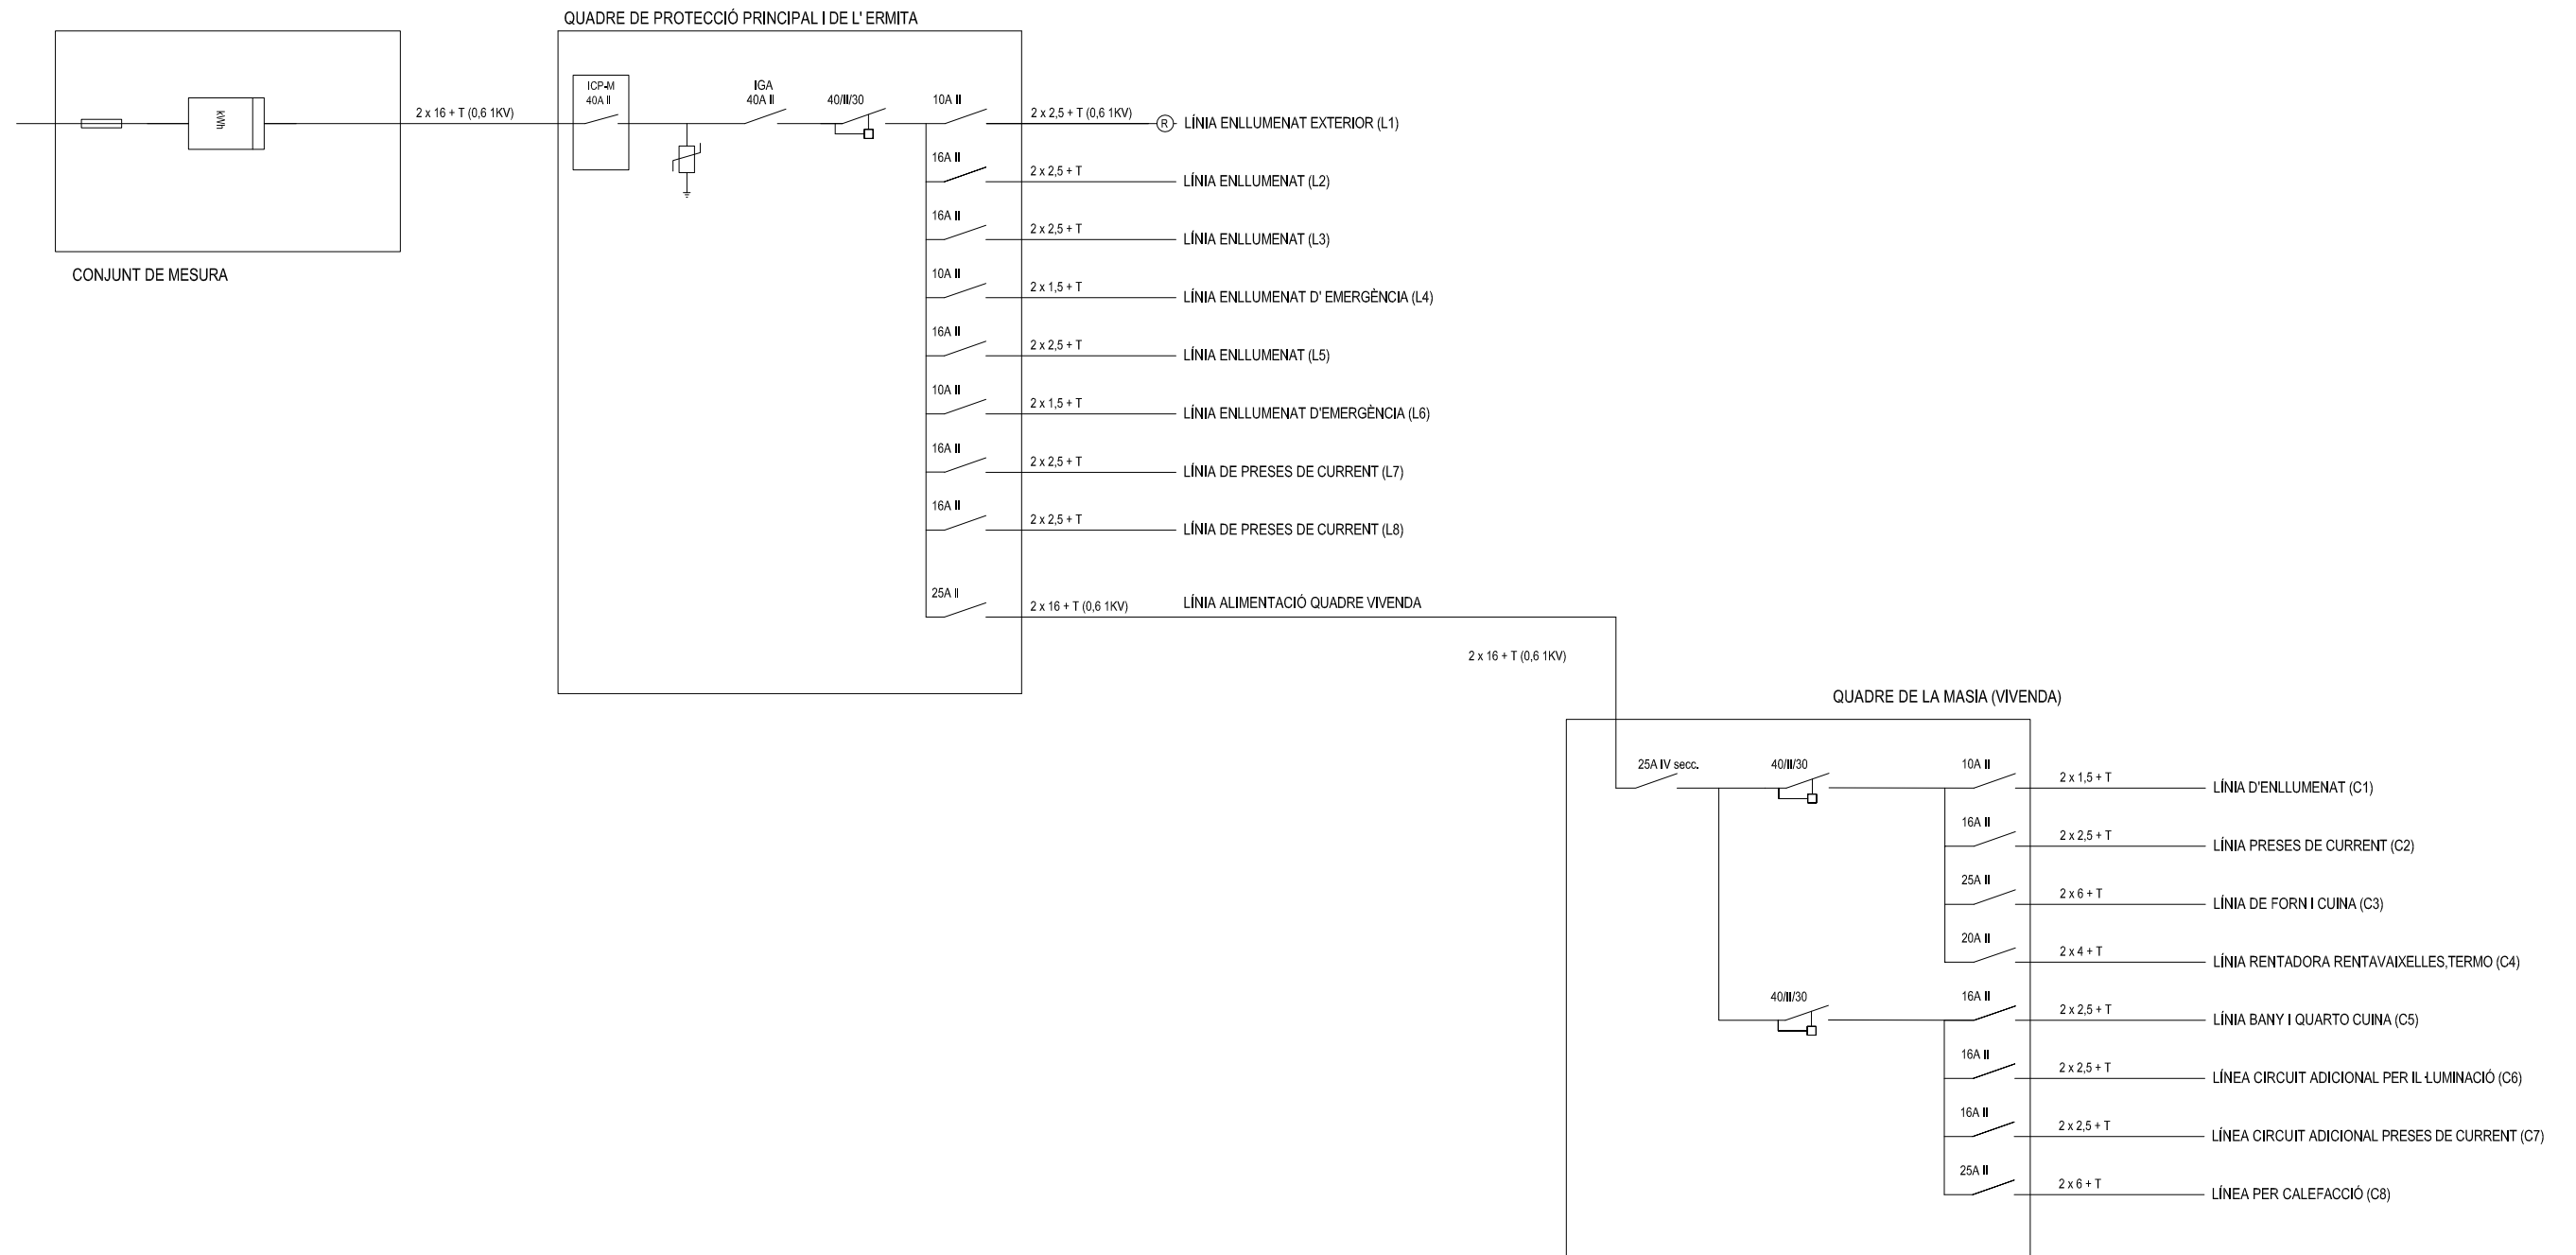 QUADRE DE PROTECCIÓ PRINCIPAL I DE L' ERMITA
kWh
CONJUNT DE MESURA
2 x 16 + T (0,6 1KV)
ICP-M
40A II
IGA
40A II
40/II/30
10A II
2 x 2,5 + T (0,6 1KV)
R
LÍNIA ENLLUMENAT EXTERIOR (L1)
16A II
2 x 2,5 + T
LÍNIA ENLLUMENAT (L2)
16A II
2 x 2,5 + T
LÍNIA ENLLUMENAT (L3)
10A II
2 x 1,5 + T
LÍNIA ENLLUMENAT D' EMERGÈNCIA (L4)
16A II
2 x 2,5 + T
LÍNIA ENLLUMENAT (L5)
10A II
2 x 1,5 + T
LÍNIA ENLLUMENAT D'EMERGÈNCIA (L6)
16A II
2 x 2,5 + T
LÍNIA DE PRESES DE CURRENT (L7)
16A II
2 x 2,5 + T
LÍNIA DE PRESES DE CURRENT (L8)
25A II
2 x 16 + T (0,6 1KV)
LÍNIA ALIMENTACIÓ QUADRE VIVENDA
2 x 16 + T (0,6 1KV)
QUADRE DE LA MASIA (VIVENDA)
25A IV secc.
40/II/30
10A II
2 x 1,5 + T
LÍNIA D'ENLLUMENAT (C1)
16A II
2 x 2,5 + T
LÍNIA PRESES DE CURRENT (C2)
25A II
2 x 6 + T
LÍNIA DE FORN I CUINA (C3)
20A II
2 x 4 + T
LÍNIA RENTADORA RENTAVAIXELLES,TERMO (C4)
40/II/30
16A II
2 x 2,5 + T
LÍNIA BANY I QUARTO CUINA (C5)
16A II
2 x 2,5 + T
LÍNEA CIRCUIT ADICIONAL PER IL·LUMINACIÓ (C6)
16A II
2 x 2,5 + T
LÍNEA CIRCUIT ADICIONAL PRESES DE CURRENT (C7)
25A II
2 x 6 + T
LÍNEA PER CALEFACCIÓ (C8)